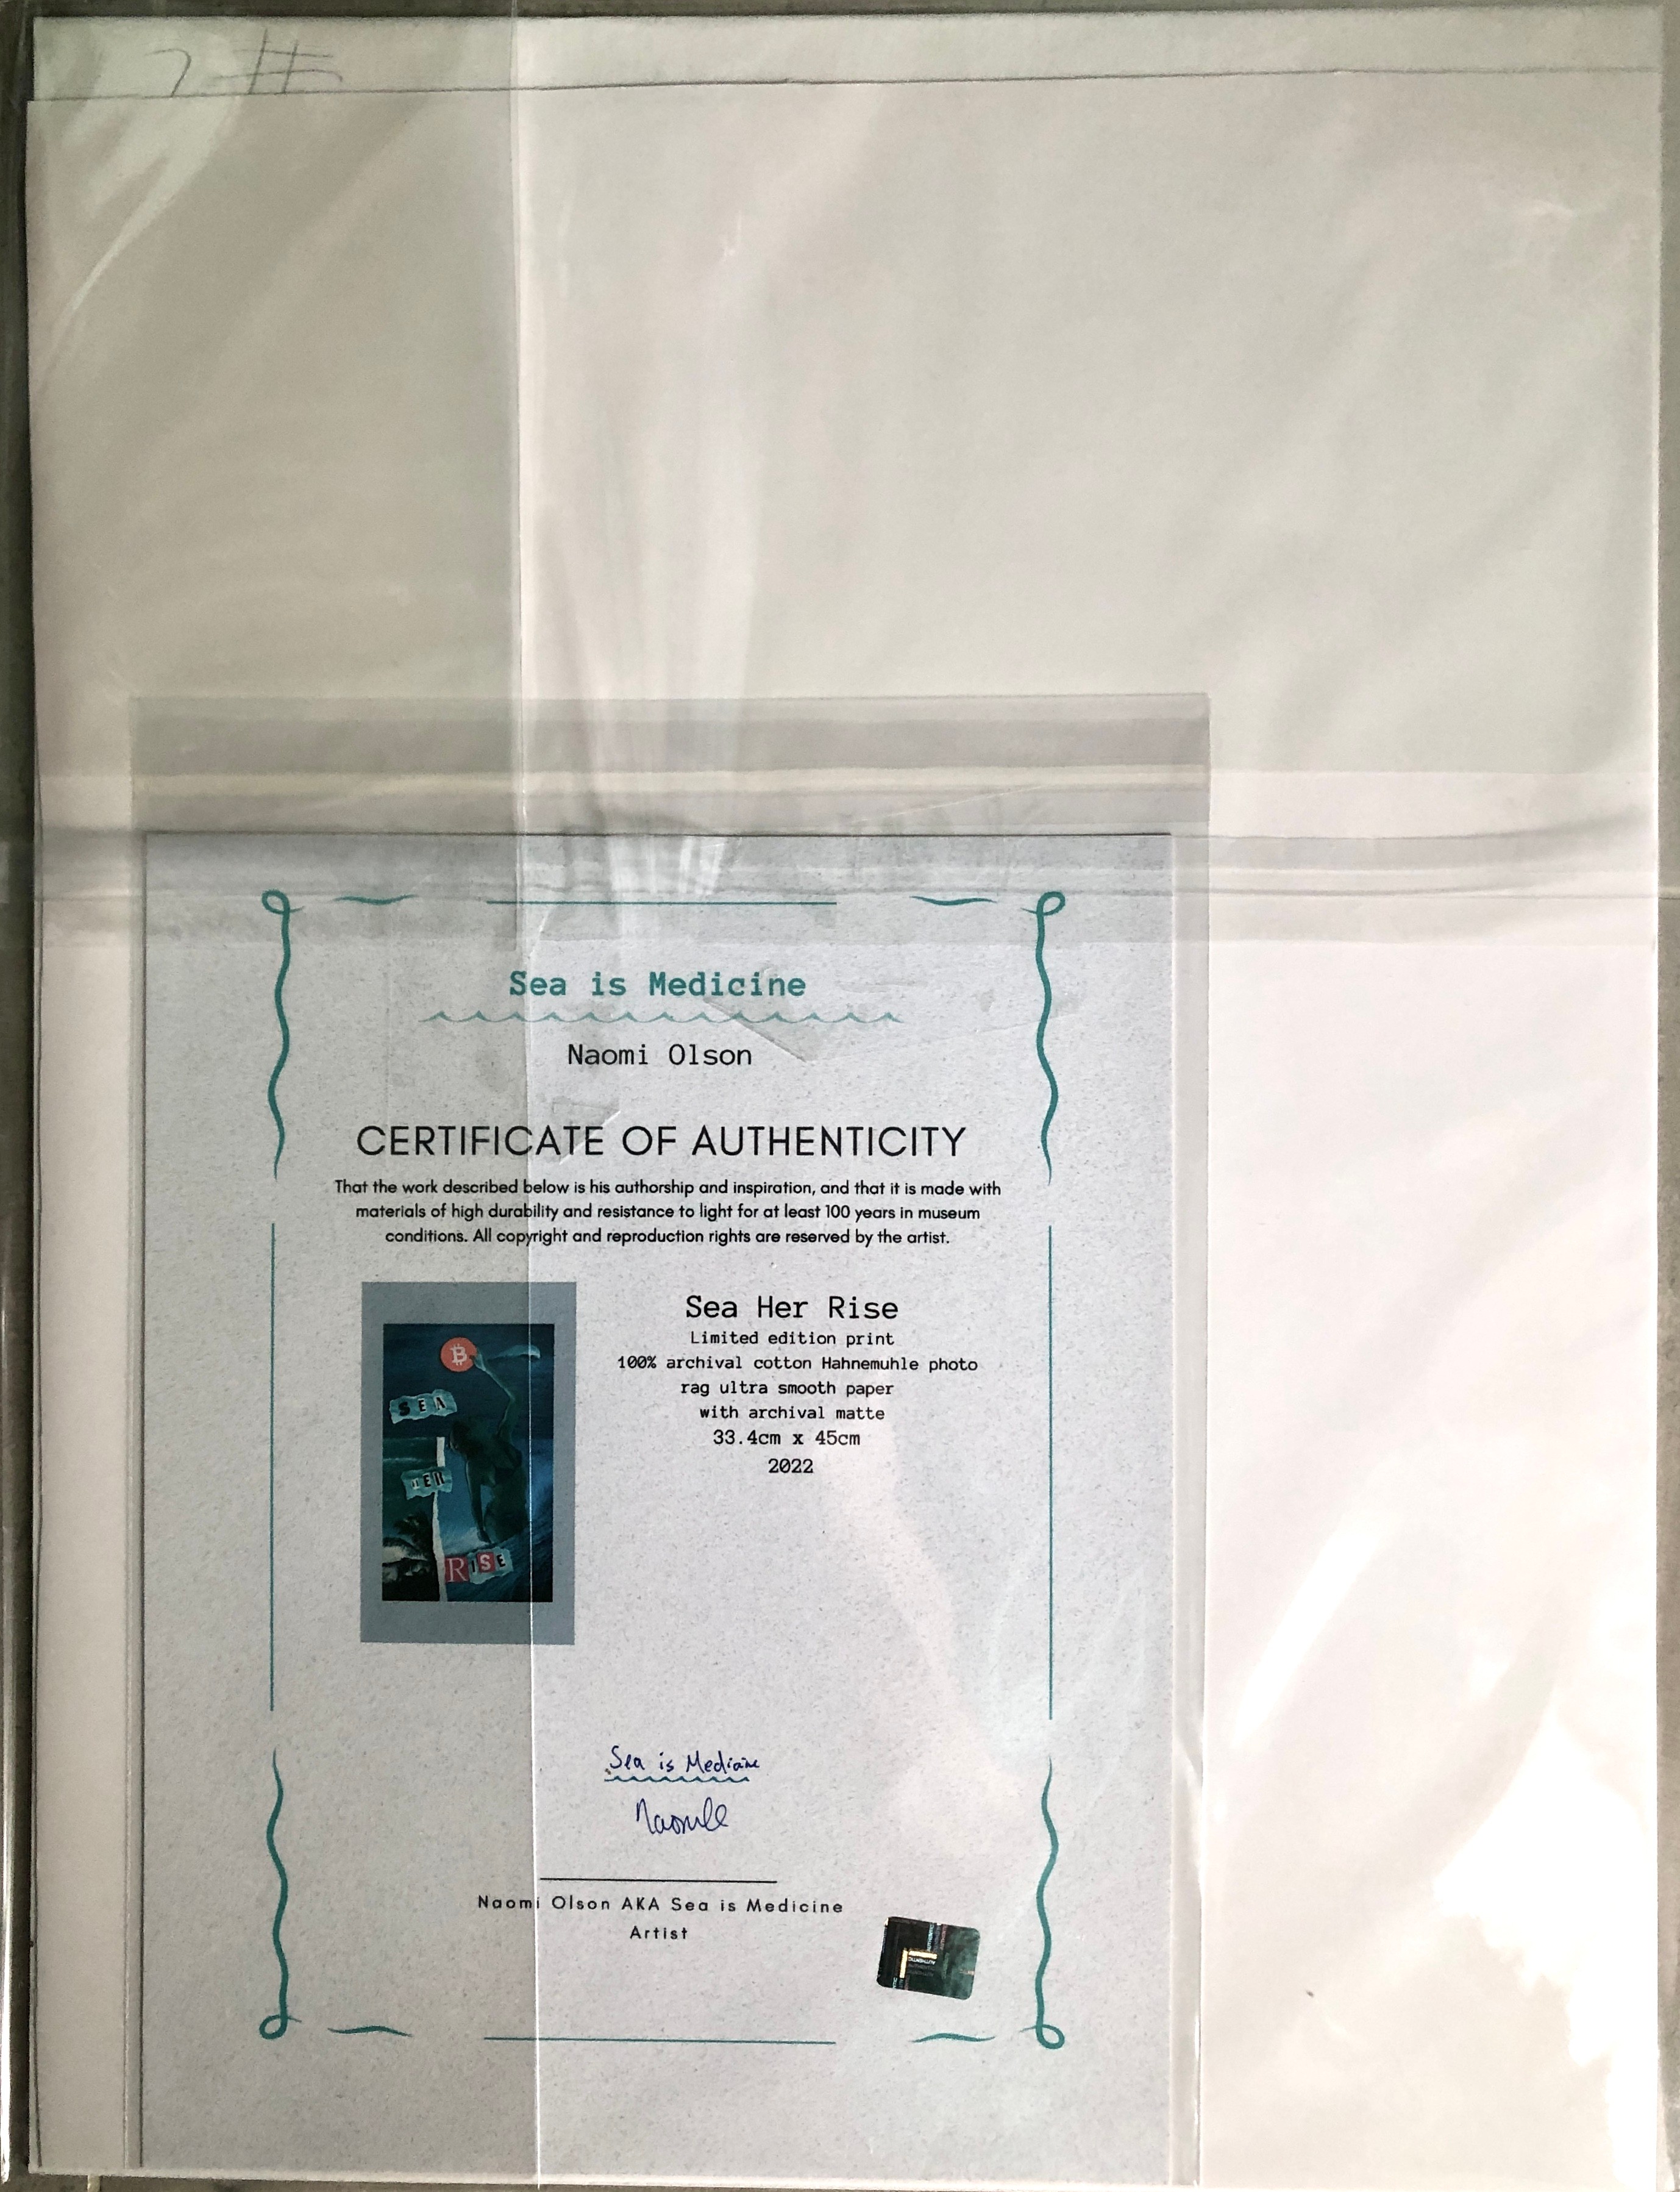 Sea is Medicine
Naomi Olson
CERTIFICATE OF AUTHENTICITY
That the work described below is his authorship and inspiration, and that it is made with
materials of high durability and resistance to light for at least 100 years in museum
conditions. All copyright and reproduction rights are reserved by the artist.
SEA
HER
RISE
Sea Her Rise
Limited edition print
100% archival cotton Hahnemuhle photo
rag ultra smooth paper
with archival matte
33.4cm x 45cm
2022
Sea is Medicine
Naomi Olson AKA Sea is Medicine
Artist